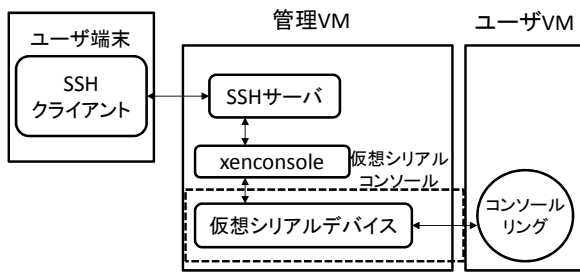 ユーザ端末
SSH
クライアント
管理VM
SSHサーバ
xenconsole
仮想シリアル
コンソール
仮想シリアルデバイス
ユーザVM
コンソール
リング